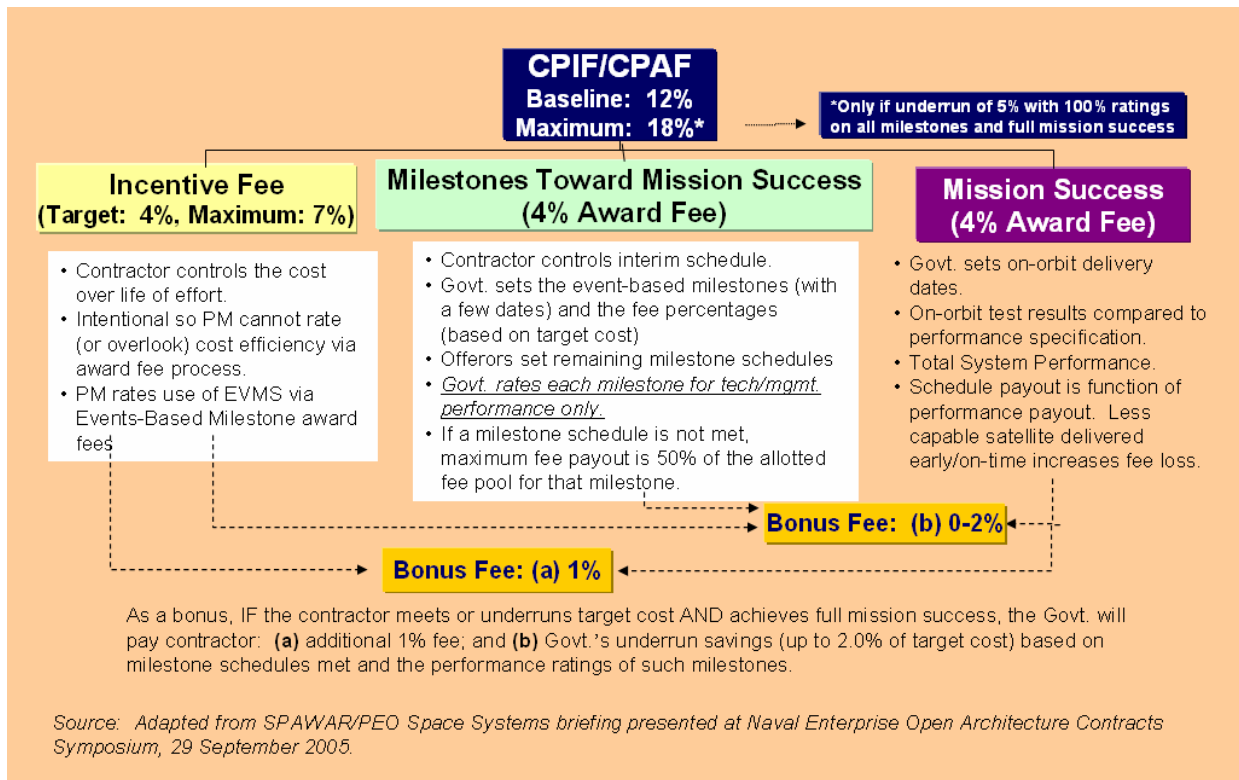 CPIF/CPAF
Baseline: 12%
Maximum: 18%*
*Only if underrun of 5% with 100% ratings
on all milestones and full mission success
Incentive Fee
(Target: 4%, Maximum: 7%)
• Contractor controls the cost
over life of effort.
• Intentional so PM cannot rate
(or overlook) cost efficiency via
award fee process.
• PM rates use of EVMS via
Events-Based Milestone award
fees
Milestones Toward Mission Success
(4% Award Fee)
• Contractor controls interim schedule.
• Govt. sets the event-based milestones (with
a few dates) and the fee percentages
(based on target cost)
• Offerors set remaining milestone schedules
• Govt. rates each milestone for tech/mgmt.
performance only.
• If a milestone schedule is not met,
maximum fee payout is 50% of the allotted
fee pool for that milestone.
Mission Success
(4% Award Fee)
• Govt. sets on-orbit delivery
dates.
• On-orbit test results compared to
performance specification.
• Total System Performance.
• Schedule payout is function of
performance payout. Less
capable satellite delivered
early/on-time increases fee loss.
Bonus Fee: (b) 0-2%
Bonus Fee: (a) 1%
As a bonus, IF the contractor meets or underruns target cost AND achieves full mission success, the Govt. will
pay contractor: (a) additional 1% fee; and (b) Govt.'s underrun savings (up to 2.0% of target cost) based on
milestone schedules met and the performance ratings of such milestones.
Source: Adapted from SPAWAR/PEO Space Systems briefing presented at Naval Enterprise Open Architecture Contracts
Symposium, 29 September 2005.